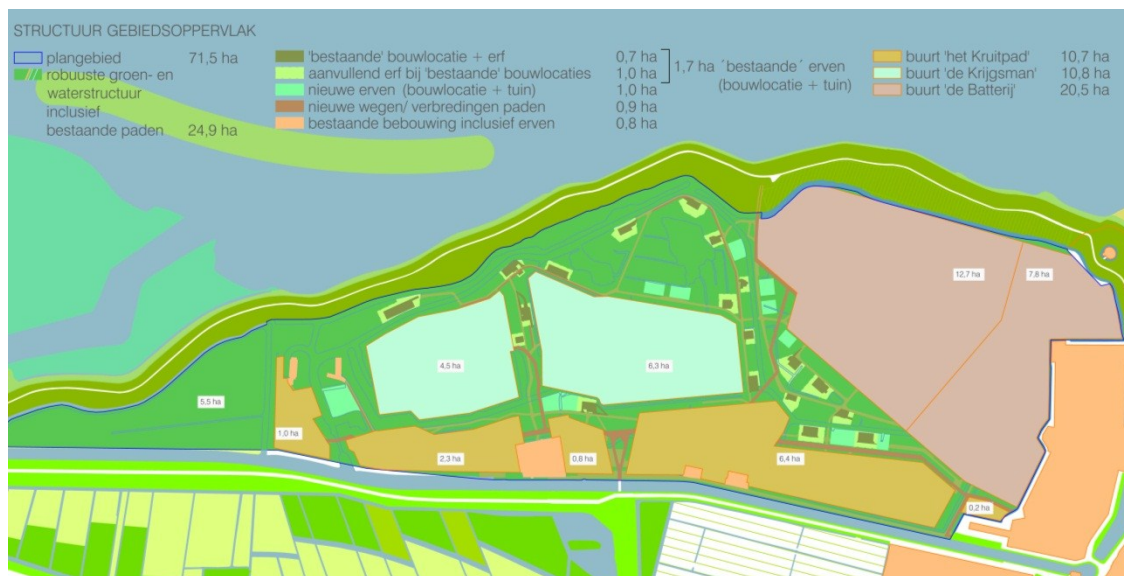 STRUCTUUR GEBIEDSOPPERVLAK
plangebied 71,5 ha
robuuste groen- en
waterstructuur
inclusief
bestaande paden 24,9 ha
'bestaande' bouwlocatie + erf 0,7 ha
aanvullend erf bij 'bestaande' bouwlocaties 1,0 ha
nieuwe erven (bouwlocatie + tuin) 1,0 ha
nieuwe wegen/ verbredingen paden 0,9 ha
bestaande bebouwing inclusief erven 0,8 ha
1,7 ha ´bestaande´ erven
(bouwlocatie + tuin)
buurt 'het Kruitpad' 10,7 ha
buurt 'de Krijgsman' 10,8 ha
buurt 'de Batterij' 20,5 ha
12,7 ha
7,8 ha
4,5 ha
6,3 ha
5,5 ha
1,0 ha
2,3 ha
0,8 ha
6,4 ha
0,2 ha